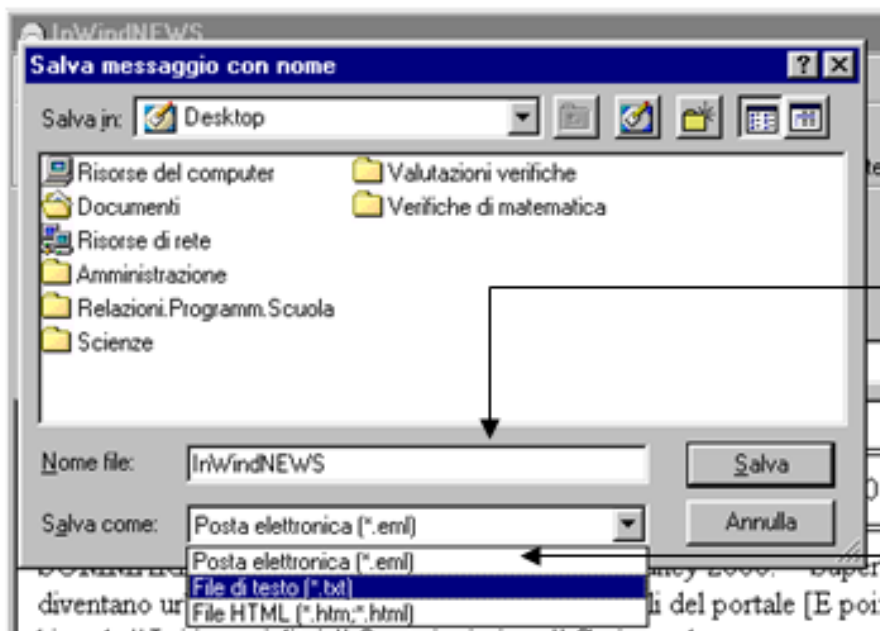 InWindNEWS
Salva messaggio con nome
Salva in: Desktop
Risorse del computer
Documenti
Risorse di rete
Amministrazione
Relazioni.Programm.Scuola
Scienze
Valutazioni verifiche
Verifiche di matematica
Nome file: InWindNEWS Salva
Salva come: Posta elettronica (*.eml) Annulla
Posta elettronica (*.eml)
File di testo (*.txt)
File HTML (*.htm;*.html)
diventano li del portale [E poi